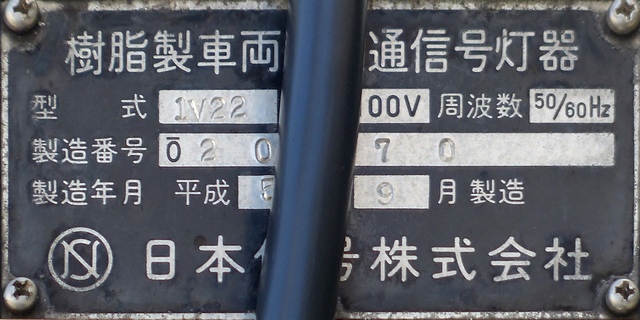 樹脂製車両 通信号灯器
型 式 1V22 00V 周波数 50/60Hz
製造番号 0 2 0 7 0
製造年月 平成 9 月 製造
日本 号株式会社